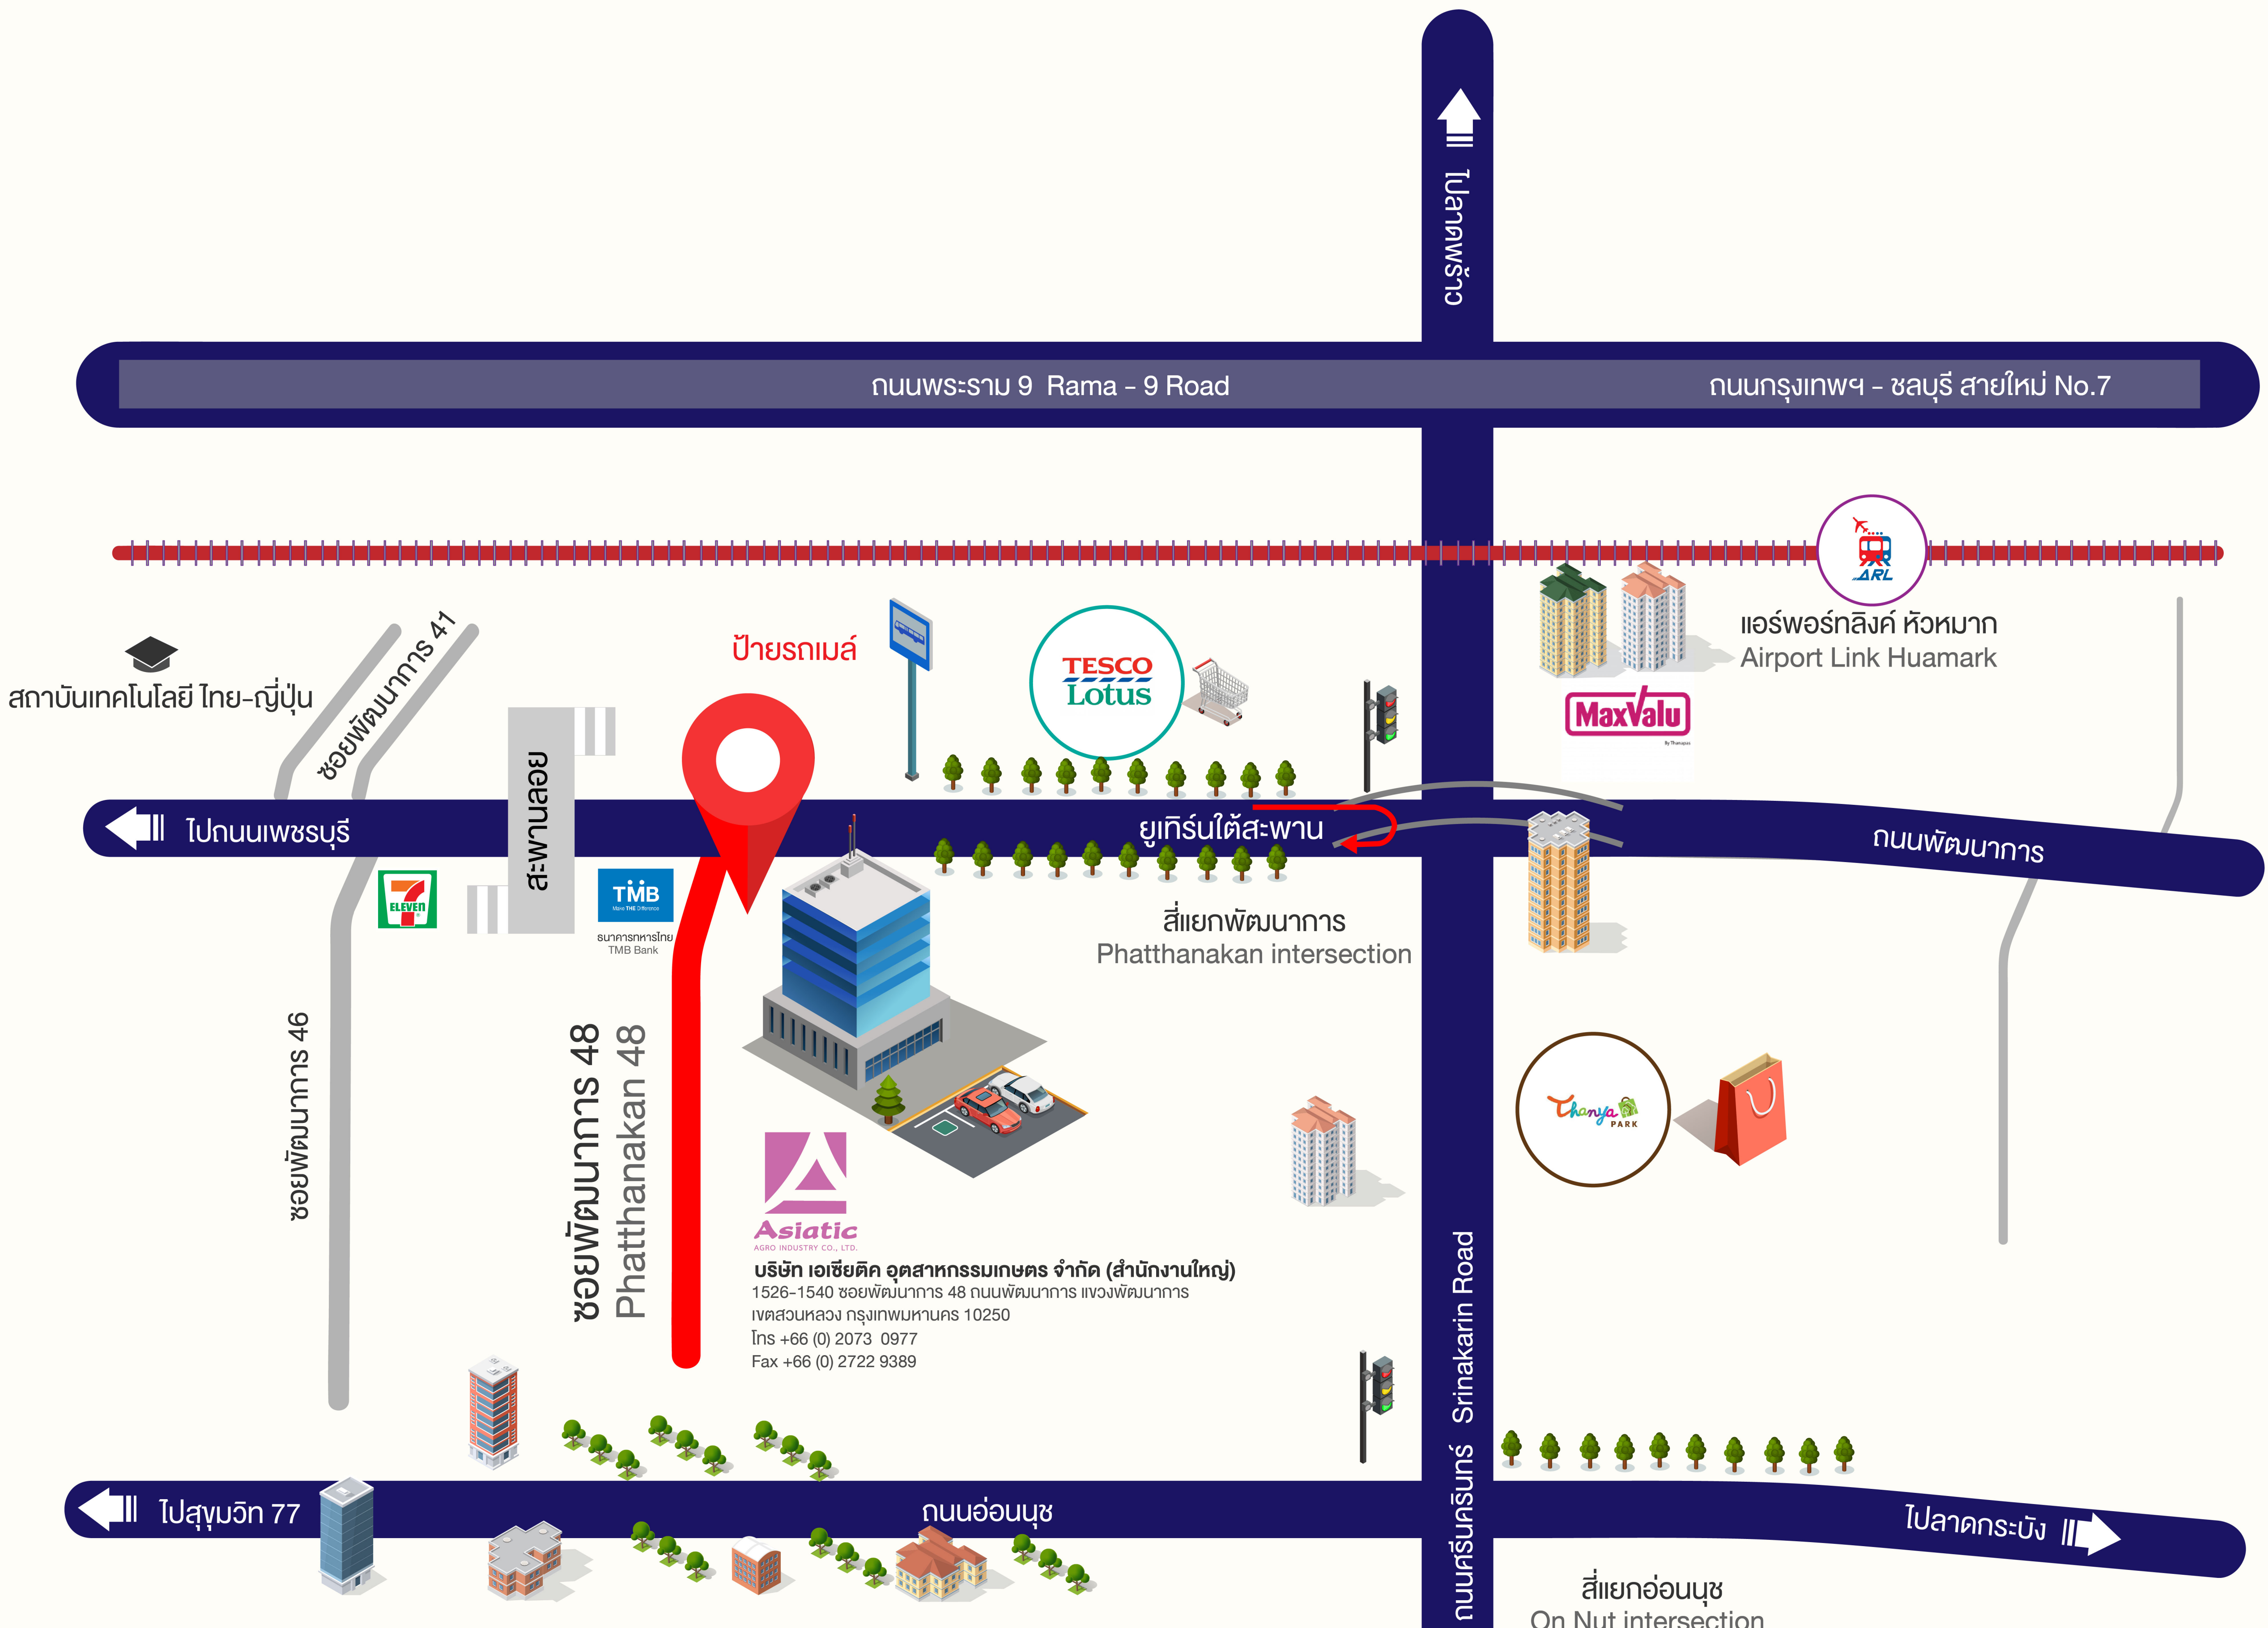 ไปลาดพร้าว
ถนนพระราม 9 Rama - 9 Road
ถนนกรุงเทพฯ - ชลบุรี สายใหม่ No.7
ARL
แอร์พอร์ทลิงค์ หัวหมาก
Airport Link Huamark
สถาบันเทคโนโลยี ไทย-ญี่ปุ่น
ซอยพัฒนาการ 41
ป้ายรถเมล์
TESCO
Lotus
MaxValu
By Thanapas
สะพานลอย
ไปถนนเพชรบุรี
ยูเทิร์นใต้สะพาน
ถนนพัฒนาการ
7
ELEVEN
TMB
Make THE Difference
ธนาคารทหารไทย
TMB Bank
สี่แยกพัฒนาการ
Phatthanakan intersection
ซอยพัฒนาการ 46
ซอยพัฒนาการ 48
Phatthanakan 48
Thanya
PARK
Asiatic
AGRO INDUSTRY CO., LTD.
บริษัท เอเซียติค อุตสาหกรรมเกษตร จำกัด (สำนักงานใหญ่)
1526-1540 ซอยพัฒนาการ 48 ถนนพัฒนาการ แขวงพัฒนาการ
เขตสวนหลวง กรุงเทพมหานคร 10250
โทร +66 (0) 2073 0977
Fax +66 (0) 2722 9389
ถนนศรีนครินทร์ Srinakarin Road
ไปสุขุมวิท 77
ถนนอ่อนนุช
ไปลาดกระบัง
สี่แยกอ่อนนุช
On Nut intersection